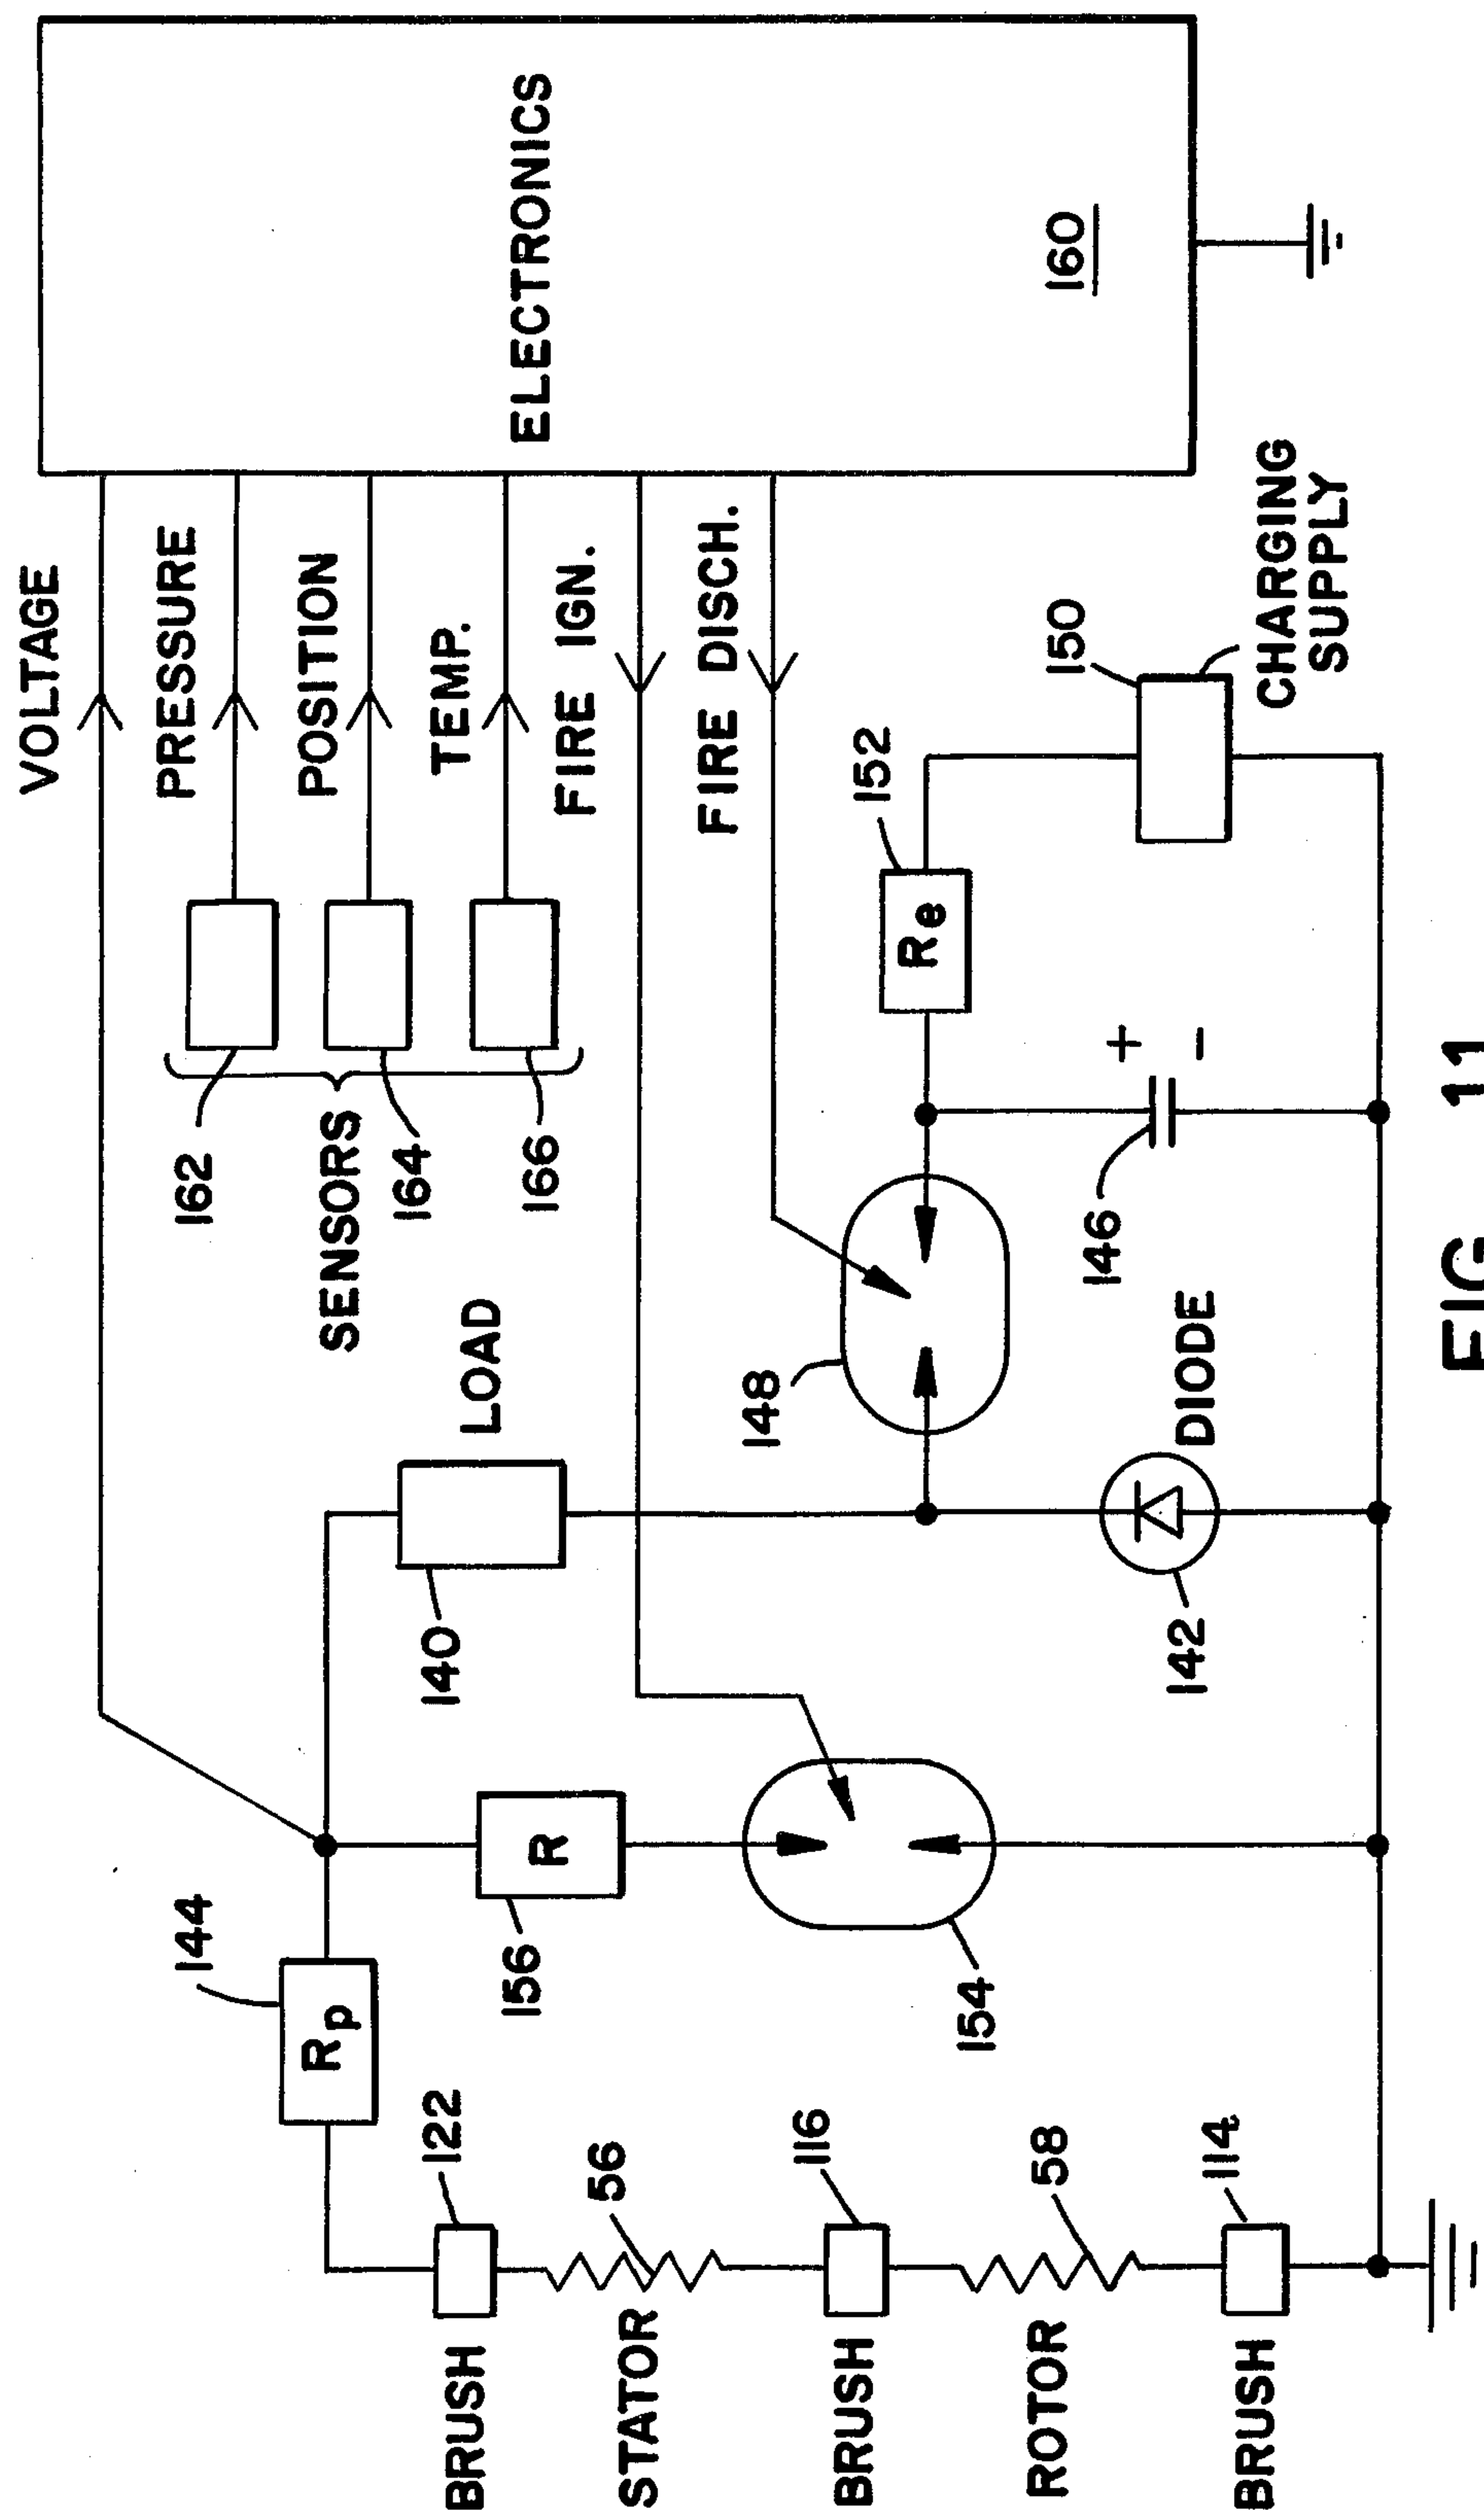 VOLTAGE
PRESSURE
POSITION
TEMP.
FIRE IGN.
FIRE DISCH.
ELECTRONICS
160
162
SENSORS
164
166
144
Rp
LOAD
140
122
BRUSH
156
R
56
STATOR
148
152
Re
116
BRUSH
154
150
146
+
-
58
ROTOR
142
DIODE
CHARGING
SUPPLY
114
BRUSH
FIG. 11